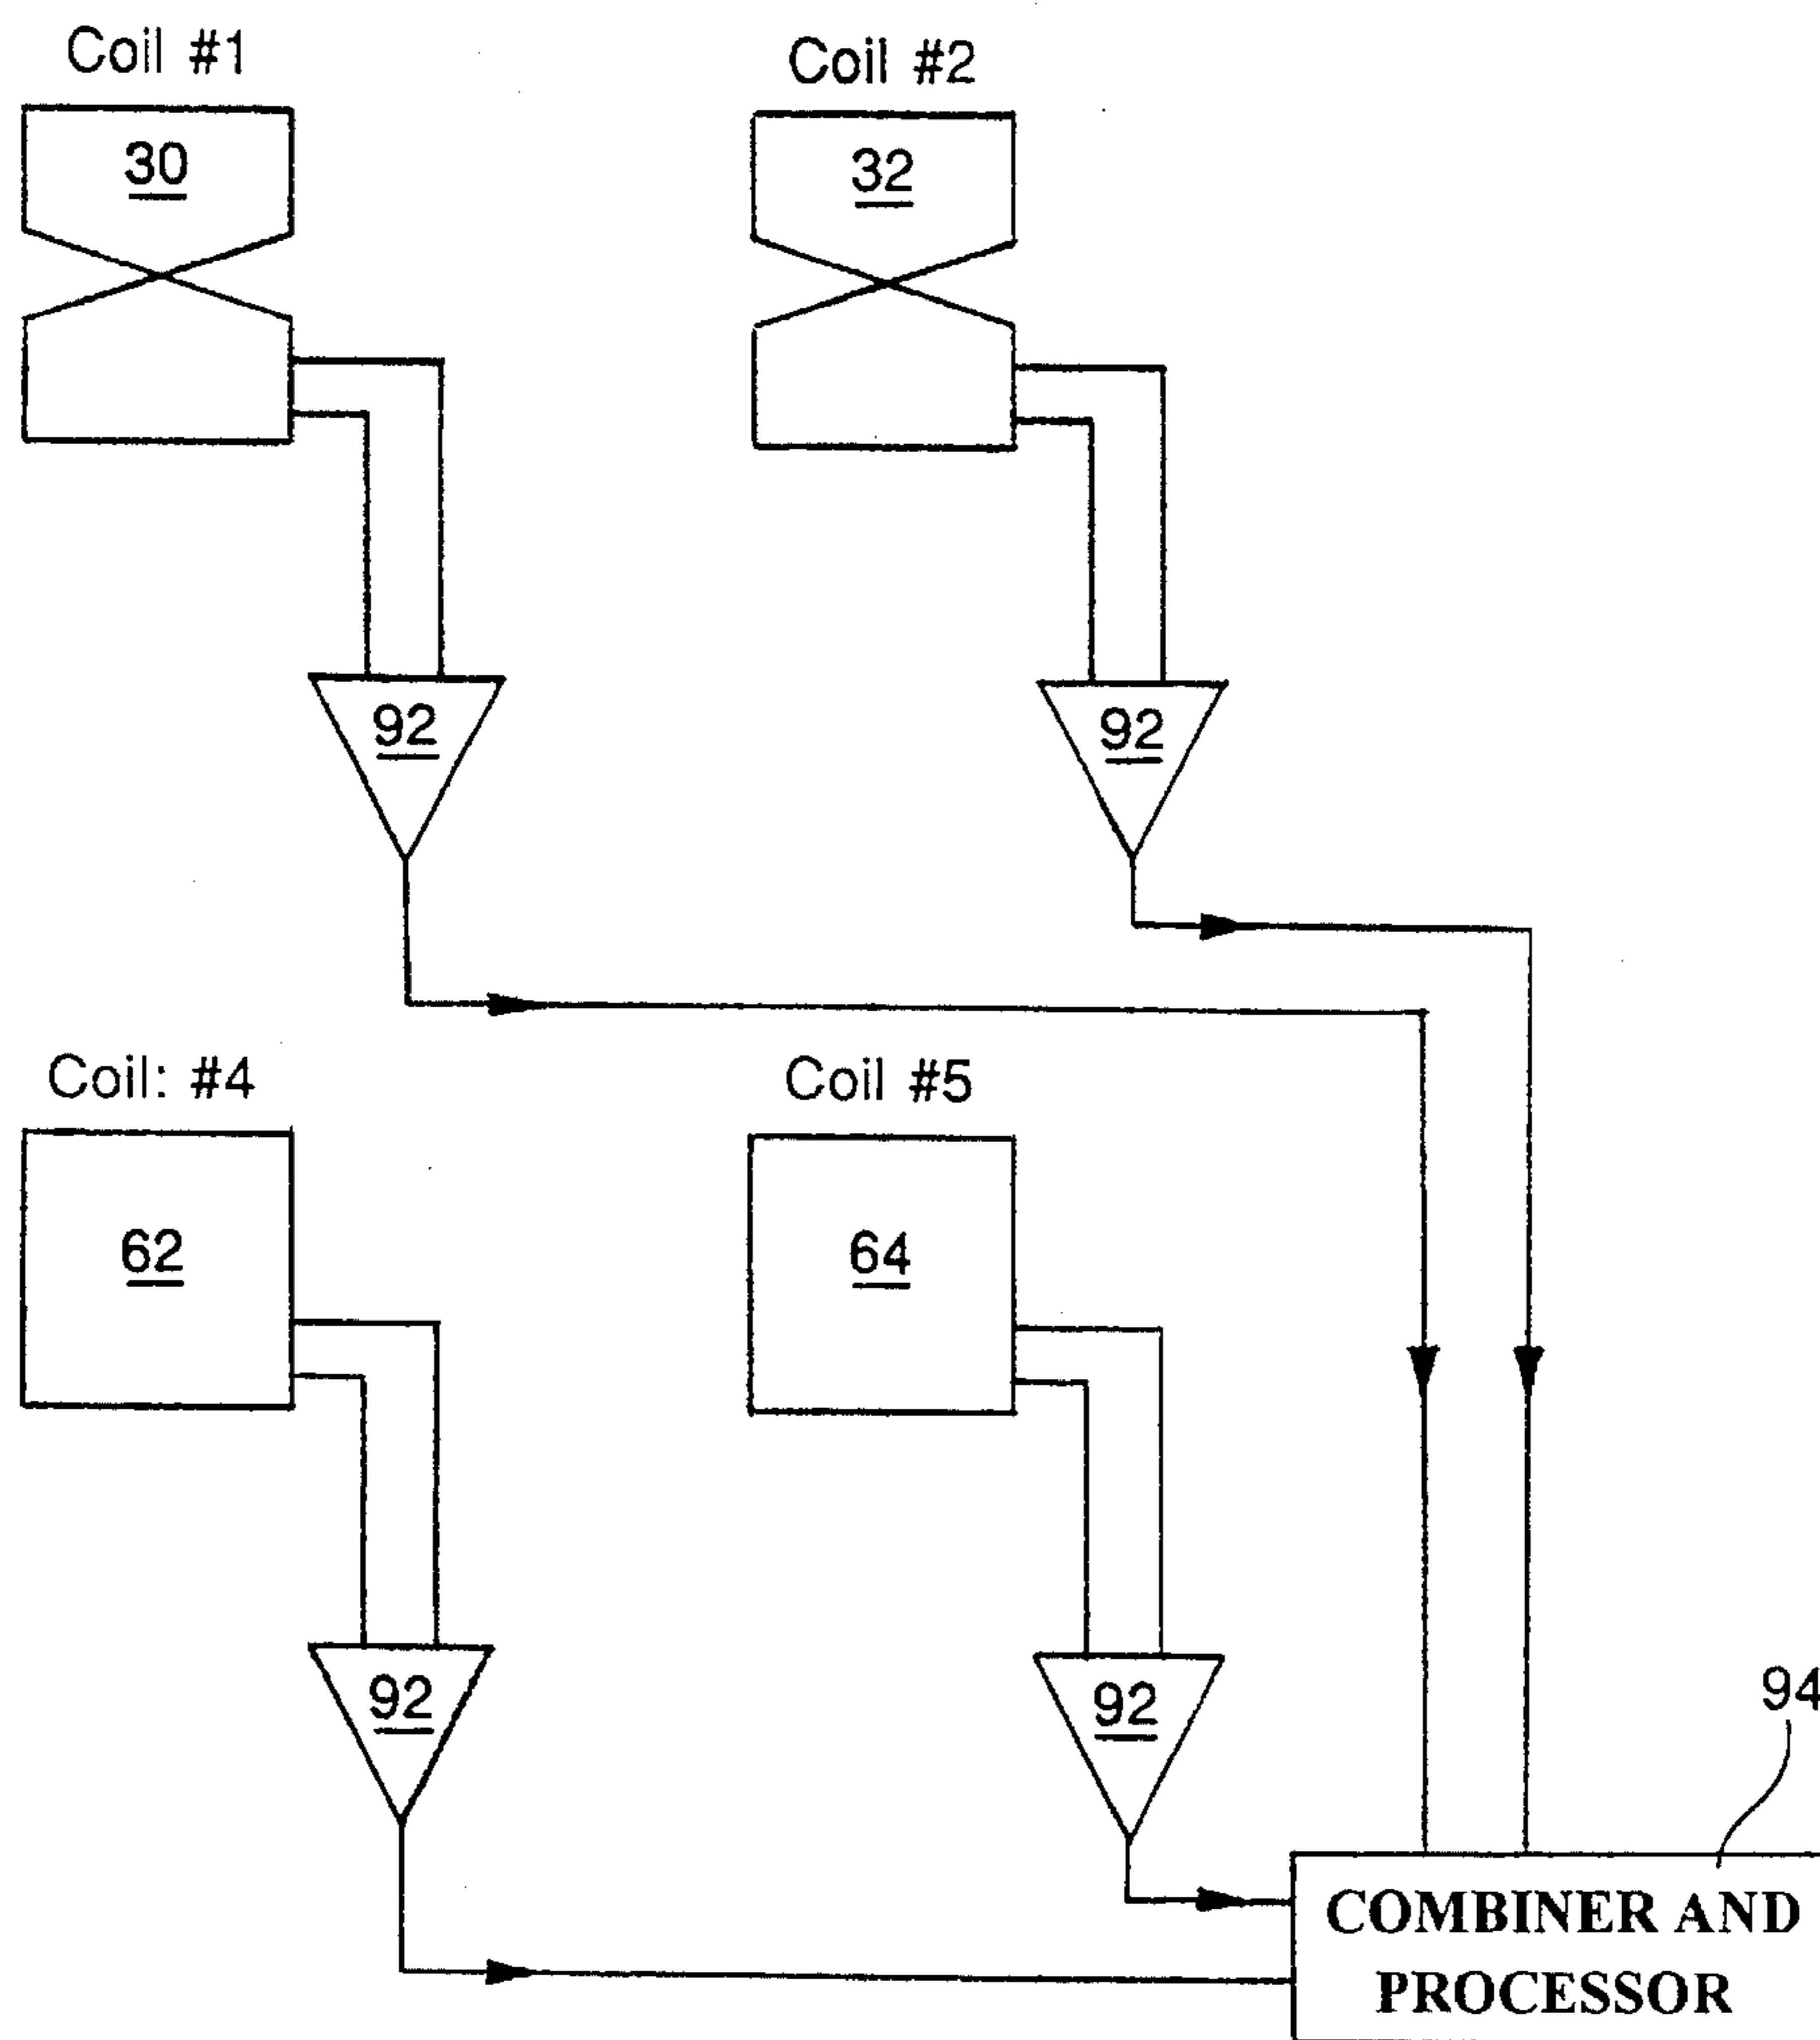 Coil #1
Coil #2
30
32
92
92
Coil: #4
Coil #5
62
64
92
92
94
COMBINER AND
PROCESSOR